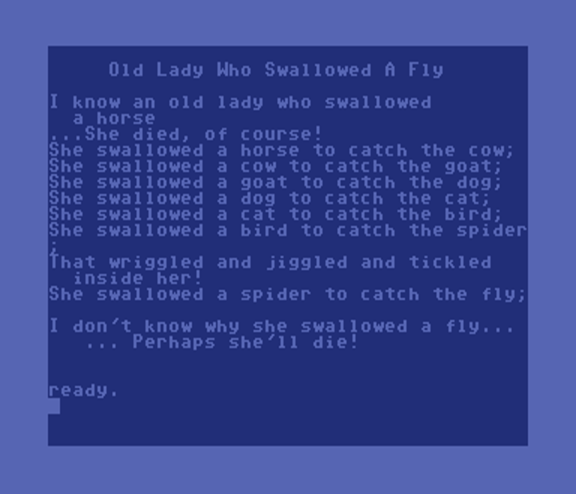 Old Lady Who Swallowed A Fly
I know an old lady who swallowed
a horse
...She died, of course!
She swallowed a horse to catch the cow;
She swallowed a cow to catch the goat;
She swallowed a goat to catch the dog;
She swallowed a dog to catch the cat;
She swallowed a cat to catch the bird;
She swallowed a bird to catch the spider
;
That wriggled and jiggled and tickled
inside her!
She swallowed a spider to catch the fly;
I don't know why she swallowed a fly...
... Perhaps she'll die!
ready.